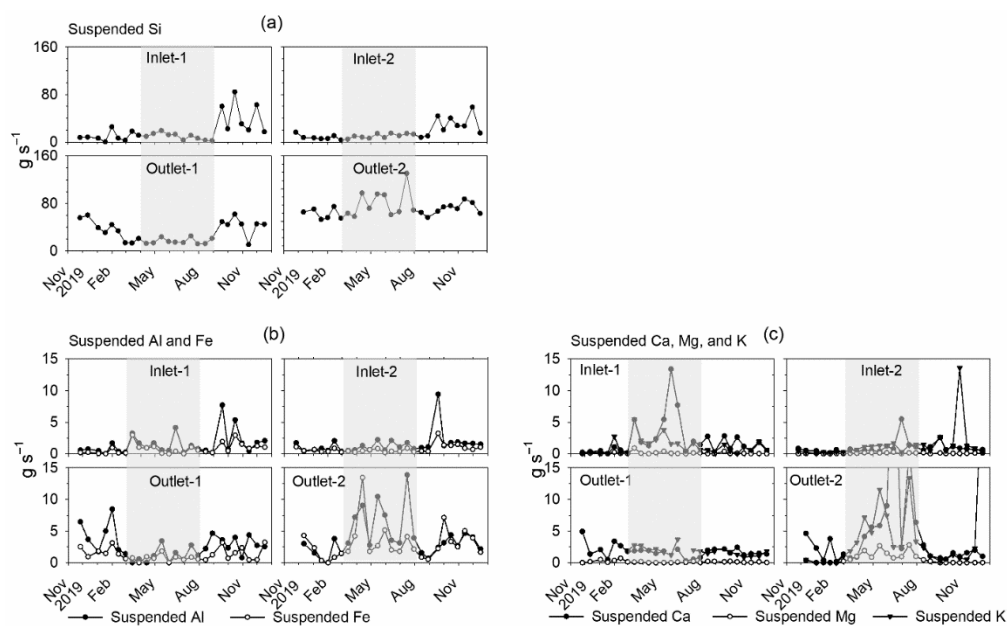 (a)
Suspended Si
160 Inlet-1 Inlet-2
80
0
160 Outlet-1 Outlet-2
80
0
g s⁻¹
Nov 2019 Feb May Aug Nov Nov 2019 Feb May Aug Nov
Suspended Al and Fe (b)
15 Inlet-1 Inlet-2
10
5
0
15 Outlet-1 Outlet-2
10
5
0
g s⁻¹
Nov 2019 Feb May Aug Nov Nov 2019 Feb May Aug Nov
Suspended Al Suspended Fe
Suspended Ca, Mg, and K (c)
15 Inlet-1 Inlet-2
10
5
0
15 Outlet-1 Outlet-2
10
5
0
g s⁻¹
Nov 2019 Feb May Aug Nov Nov 2019 Feb May Aug Nov
Suspended Ca Suspended Mg Suspended K